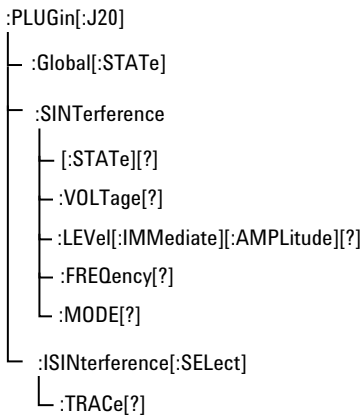 :PLUGin[:J20]
:Global[:STATe]
:SINTerference
[:STATe][?]
:VOLTage[?]
:LEVel[:IMMediate][:AMPLitude][?]
:FREQency[?]
:MODE[?]
:ISINterference[:SELect]
:TRACe[?]